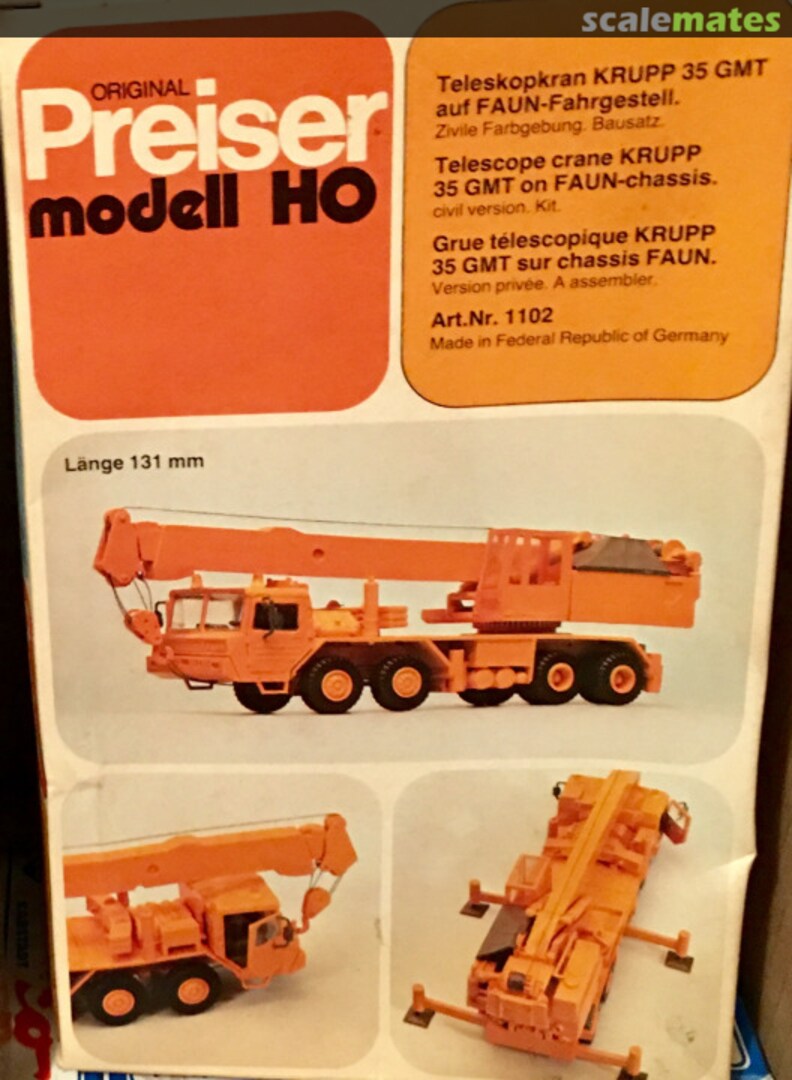 scalemates
ORIGINAL
Preiser
modell HO
Teleskopkran KRUPP 35 GMT
auf FAUN-Fahrgestell.
Zivile Farbgebung. Bausatz.
Telescope crane KRUPP
35 GMT on FAUN-chassis.
civil version. Kit.
Grue télescopique KRUPP
35 GMT sur chassis FAUN.
Version privée. A assembler.
Art.Nr. 1102
Made in Federal Republic of Germany
Länge 131 mm